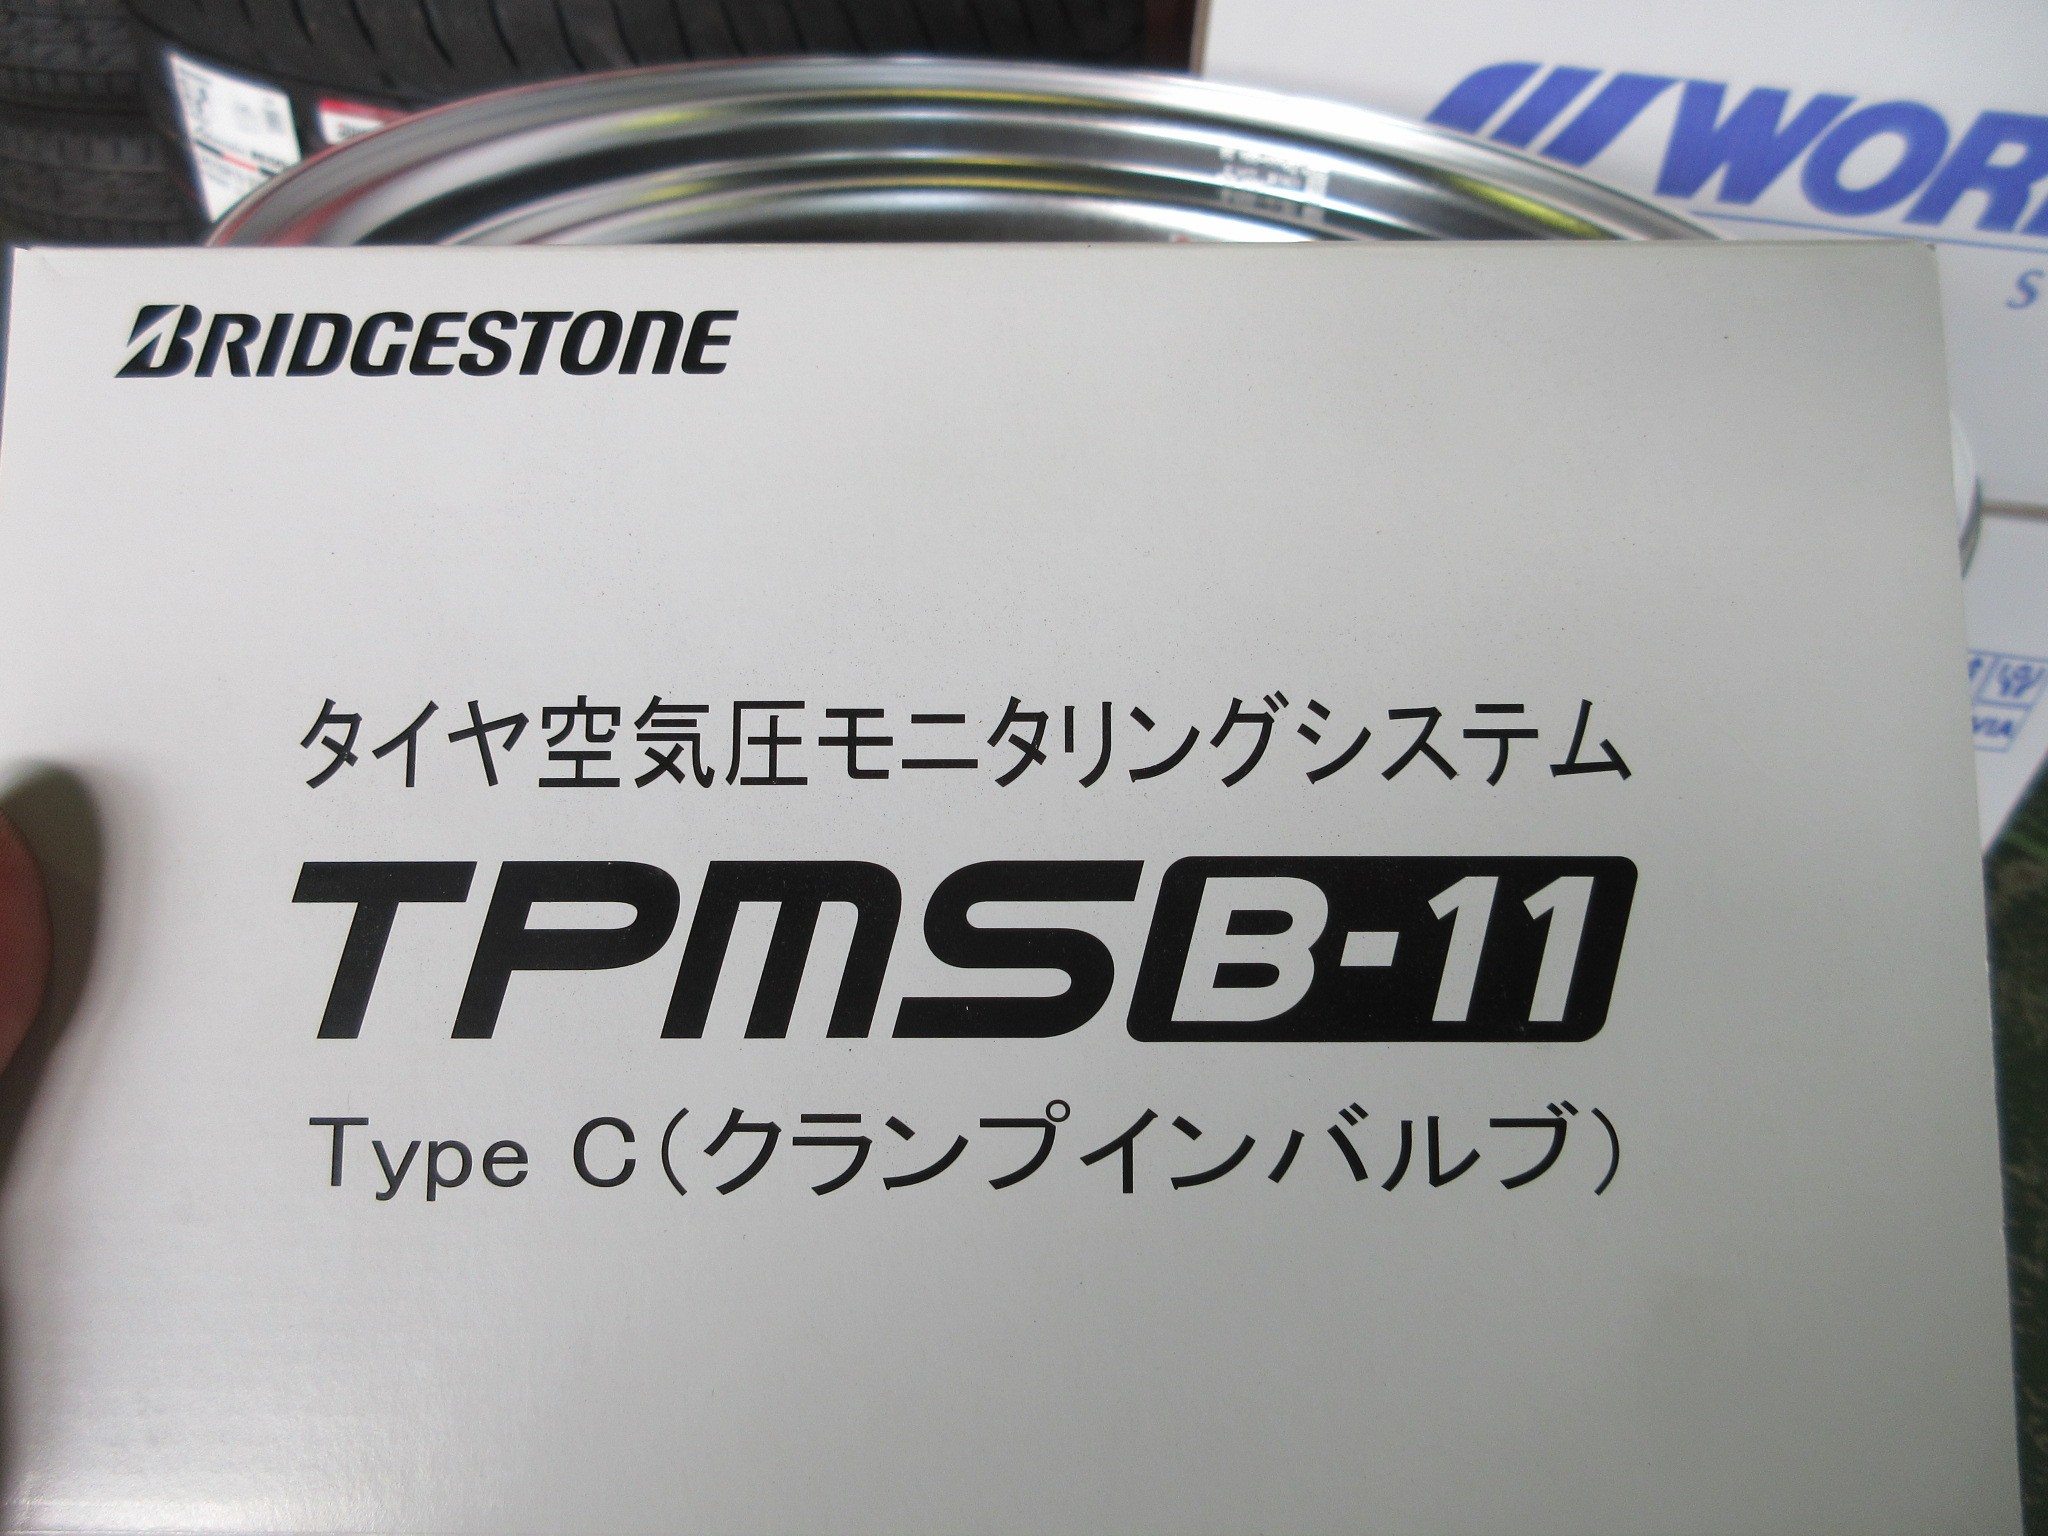 WORK
S
BRIDGESTONE
タイヤ空気圧モニタリングシステム
TPMS B-11
Type C(クランプインバルブ)